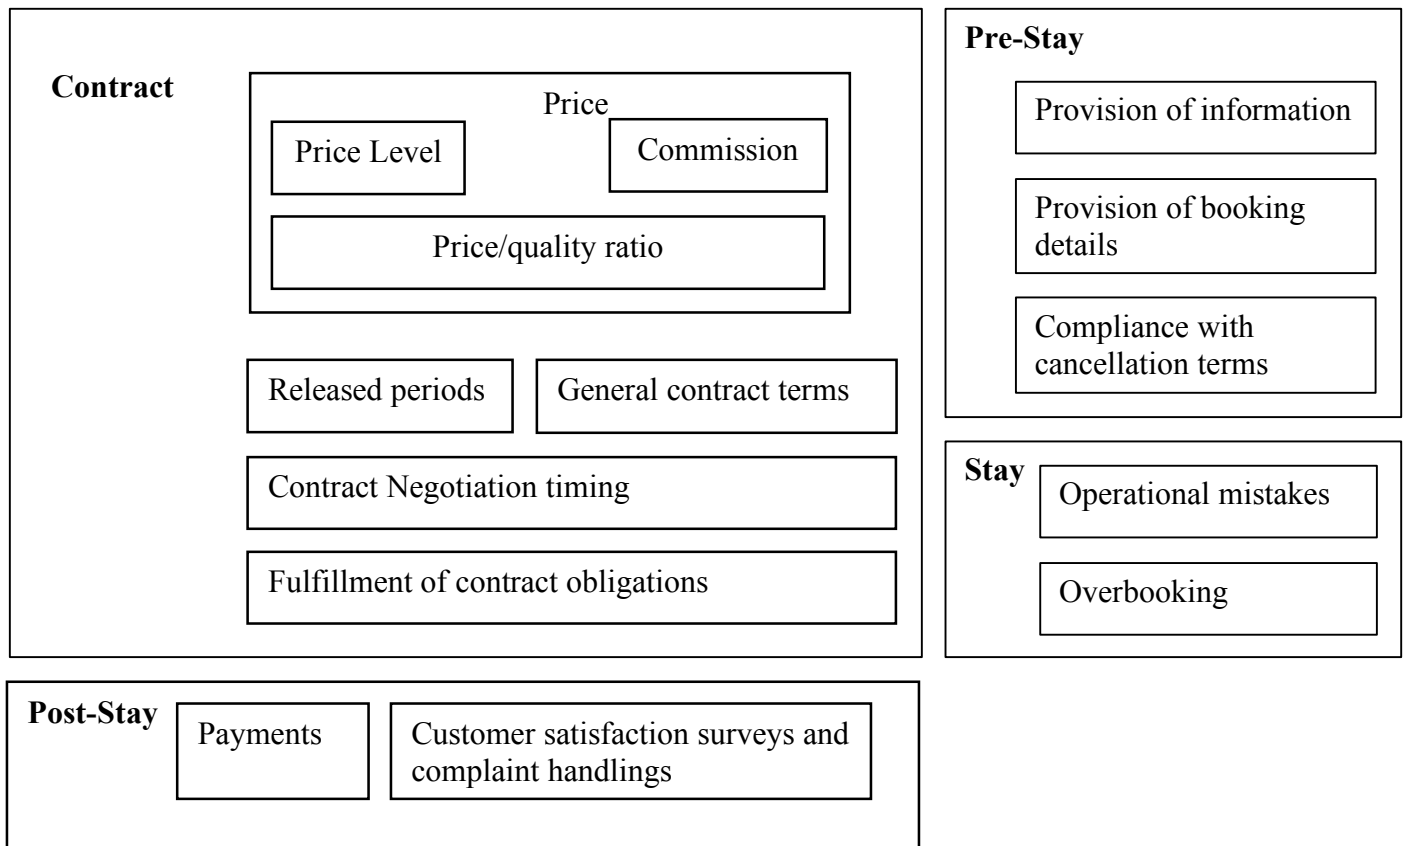 Contract
Price
Price Level
Commission
Price/quality ratio
Released periods
General contract terms
Contract Negotiation timing
Fulfillment of contract obligations
Pre-Stay
Provision of information
Provision of booking
details
Compliance with
cancellation terms
Stay
Operational mistakes
Overbooking
Post-Stay
Payments
Customer satisfaction surveys and
complaint handlings